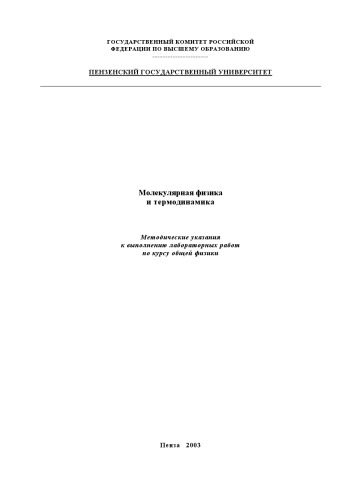 ГОСУДАРСТВЕННЫЙ КОМИТЕТ РОССИЙСКОЙ
ФЕДЕРАЦИИ ПО ВЫСШЕМУ ОБРАЗОВАНИЮ
---------------------
ПЕНЗЕНСКИЙ ГОСУДАРСТВЕННЫЙ УНИВЕРСИТЕТ
Молекулярная физика
и термодинамика
Методические указания
к выполнению лабораторных работ
по курсу общей физики
Пенза 2003